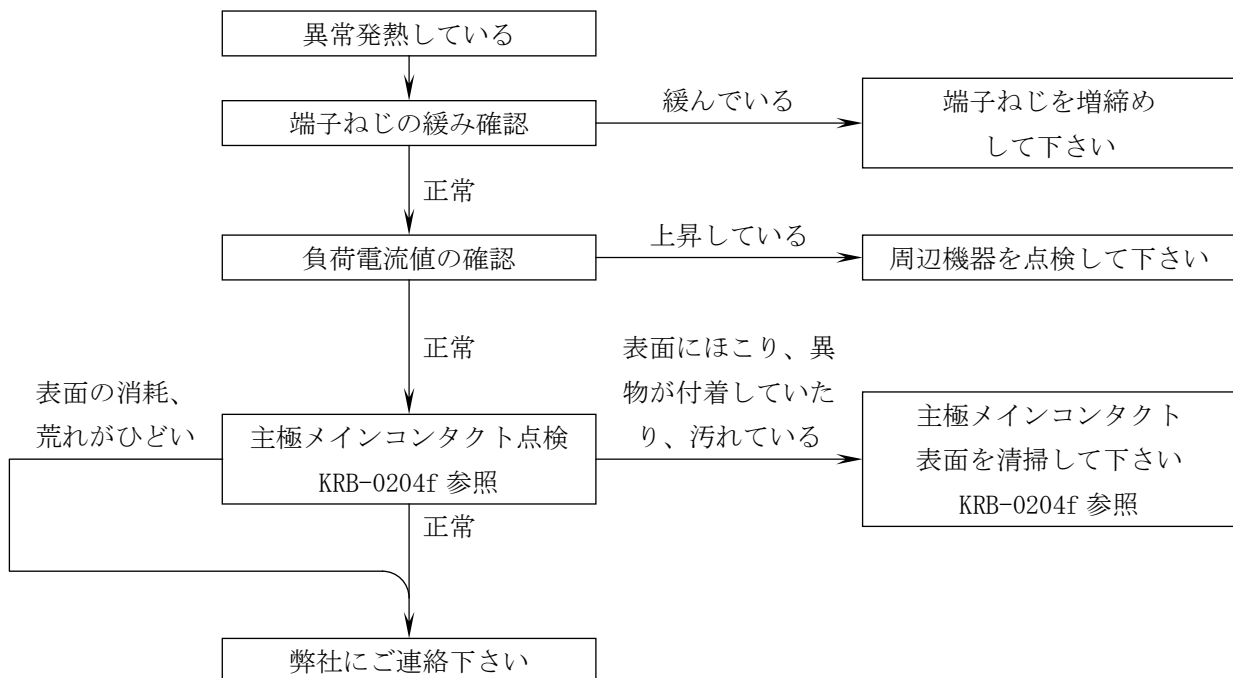 異常発熱している
端子ねじの緩み確認
緩んでいる
端子ねじを増締め
して下さい
正常
負荷電流値の確認
上昇している
周辺機器を点検して下さい
正常
表面にほこり、異
物が付着していた
り、汚れている
表面の消耗、
荒れがひどい
主極メインコンタクト点検
KRB-0204f 参照
主極メインコンタクト
表面を清掃して下さい
KRB-0204f 参照
正常
弊社にご連絡下さい